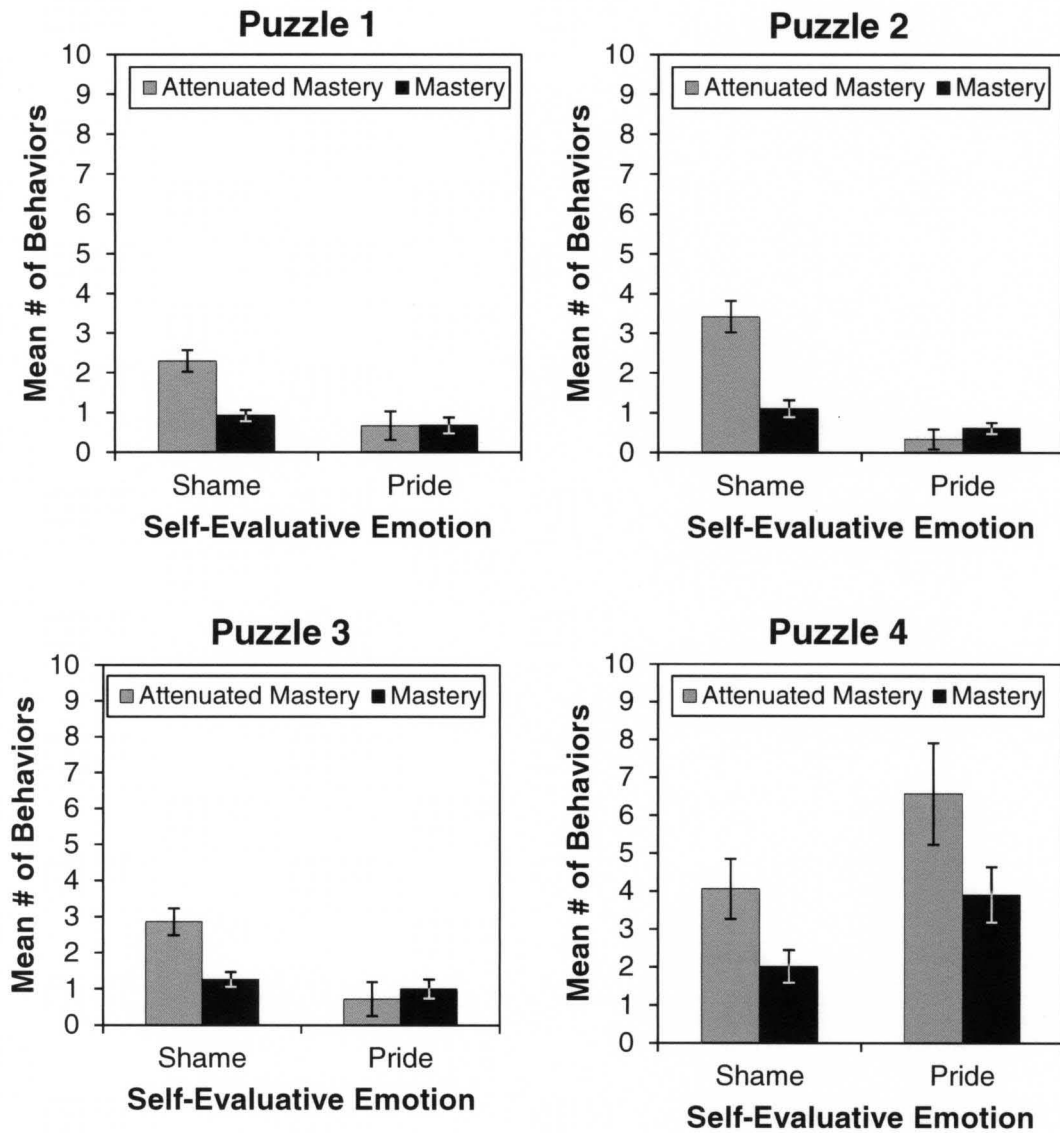 Puzzle 1
10
9
8
7
6
5
4
3
2
1
0
Mean # of Behaviors
Attenuated Mastery Mastery
Shame Pride
Self-Evaluative Emotion
Puzzle 2
10
9
8
7
6
5
4
3
2
1
0
Mean # of Behaviors
Attenuated Mastery Mastery
Shame Pride
Self-Evaluative Emotion
Puzzle 3
10
9
8
7
6
5
4
3
2
1
0
Mean # of Behaviors
Attenuated Mastery Mastery
Shame Pride
Self-Evaluative Emotion
Puzzle 4
10
9
8
7
6
5
4
3
2
1
0
Mean # of Behaviors
Attenuated Mastery Mastery
Shame Pride
Self-Evaluative Emotion